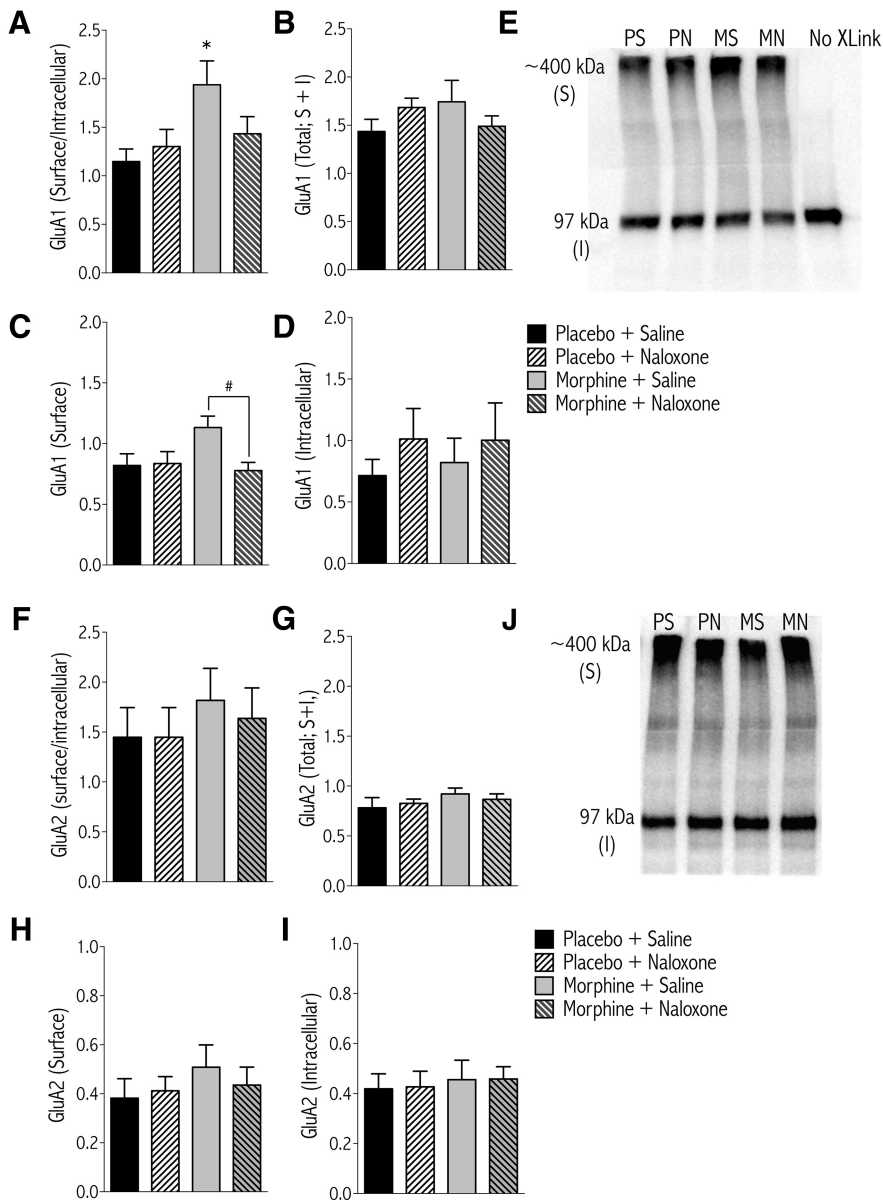 A
GluA1 (Surface/Intracellular)
2.5
2.0
1.5
1.0
0.5
0.0
*
B
GluA1 (Total; S + I)
2.5
2.0
1.5
1.0
0.5
0.0
E
PS PN MS MN No XLink
~400 kDa
(S)
97 kDa
(I)
C
GluA1 (Surface)
2.0
1.5
1.0
0.5
0.0
#
D
GluA1 (Intracellular)
2.0
1.5
1.0
0.5
0.0
Placebo + Saline
Placebo + Naloxone
Morphine + Saline
Morphine + Naloxone
F
GluA2 (surface/intracellular)
2.5
2.0
1.5
1.0
0.5
0.0
G
GluA2 (Total; S+I,)
2.5
2.0
1.5
1.0
0.5
0.0
J
PS PN MS MN
~400 kDa
(S)
97 kDa
(I)
H
GluA2 (Surface)
1.0
0.8
0.6
0.4
0.2
0.0
I
GluA2 (Intracellular)
1.0
0.8
0.6
0.4
0.2
0.0
Placebo + Saline
Placebo + Naloxone
Morphine + Saline
Morphine + Naloxone